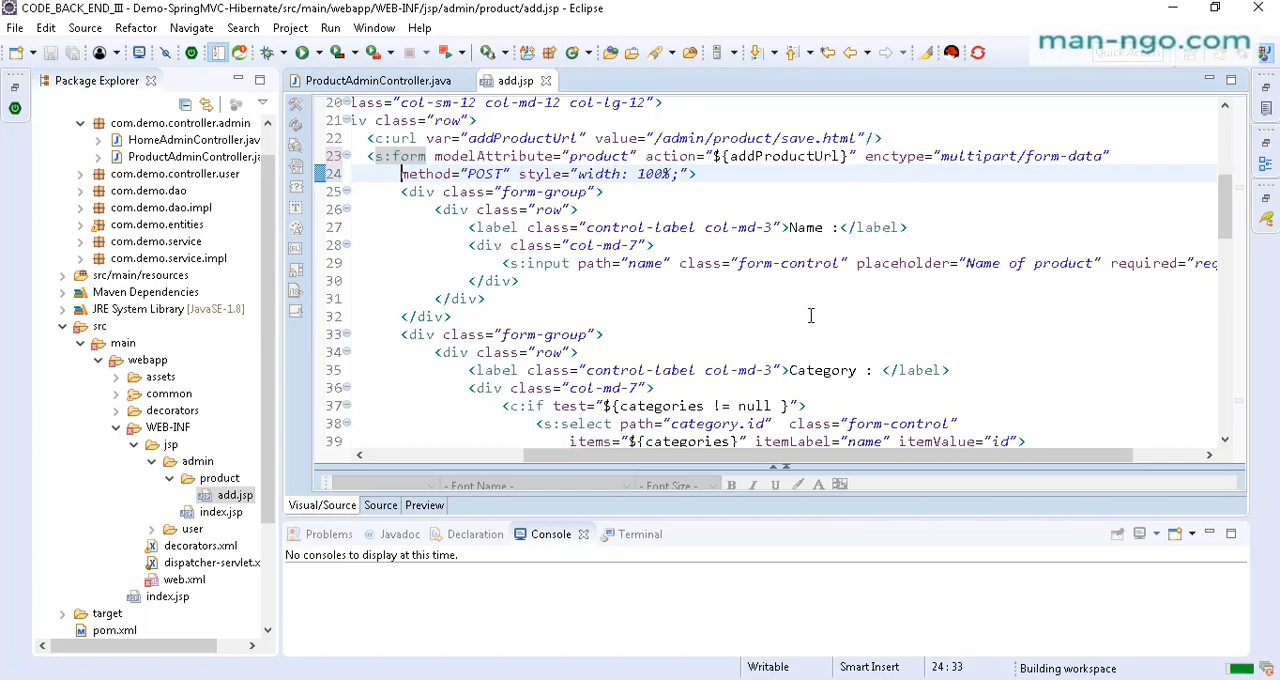 CODE_BACK_END_III - Demo-SpringMVC-Hibernate/src/main/webapp/WEB-INF/jsp/admin/product/add.jsp - Eclipse
File Edit Source Refactor Navigate Search Project Run Window Help
man-ngo.com
Package Explorer
ProductAdminController.java
add.jsp
com.demo.controller.admin
HomeAdminController.jav
ProductAdminController.j
com.demo.controller.user
com.demo.dao
com.demo.dao.impl
com.demo.entities
com.demo.service
com.demo.service.impl
src/main/resources
Maven Dependencies
JRE System Library [JavaSE-1.8]
src
main
webapp
assets
common
decorators
WEB-INF
jsp
admin
product
add.jsp
index.jsp
user
decorators.xml
dispatcher-servlet.x
web.xml
index.jsp
target
pom.xml
20 lass="col-sm-12 col-md-12 col-lg-12">
21 iv class="row">
22 <c:url var="addProductUrl" value="/admin/product/save.html"/>
23 <s:form modelAttribute="product" action="${addProductUrl}" enctype="multipart/form-data"
24 method="POST" style="width: 100%;">
25 <div class="form-group">
26 <div class="row">
27 <label class="control-label col-md-3">Name :</label>
28 <div class="col-md-7">
29 <s:input path="name" class="form-control" placeholder="Name of product" required="req
30 </div>
31 </div>
32 </div>
33 <div class="form-group">
34 <div class="row">
35 <label class="control-label col-md-3">Category : </label>
36 <div class="col-md-7">
37 <c:if test="${categories != null }">
38 <s:select path="category.id" class="form-control"
39 items="${categories}" itemLabel="name" itemValue="id">
- Font Name - - Font Size - B I U A
Visual/Source Source Preview
Problems Javadoc Declaration Console Terminal
No consoles to display at this time.
Writable Smart Insert 24 : 33 Building workspace